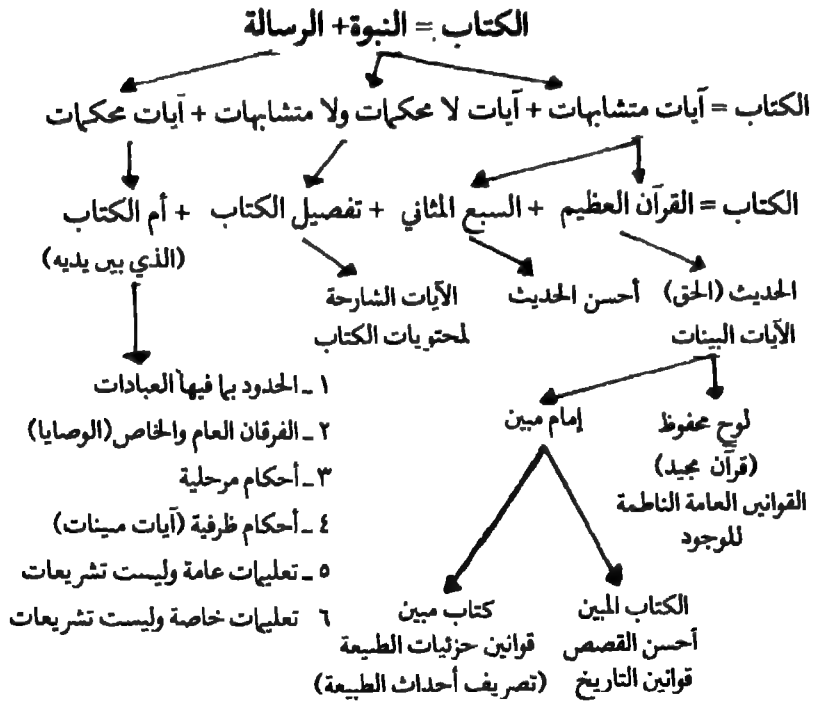 الكتاب = النبوة + الرسالة
الكتاب = آيات متشابهات + آيات لا محكمات ولا متشابهات + آيات محكمات
الكتاب = القرآن العظيم + السبع المثاني + تفصيل الكتاب + أم الكتاب
(الذي بين يديه)
الحديث (الحق)
الآيات البينات
أحسن الحديث
الآيات الشارحة
لمحتويات الكتاب
١ ـ الحدود بما فيها العبادات
٢ ـ الفرقان العام والخاص (الوصايا)
٣ ـ أحكام مرحلية
٤ ـ أحكام ظرفية (آيات مبينات)
٥ ـ تعليمات عامة وليست تشريعات
٦ تعليمات خاصة وليست تشريعات
لوح محفوظ
(قرآن مجيد)
القوانين العامة الناظمة
للوجود
إمام مبين
الكتاب المبين
أحسن القصص
قوانين التاريخ
كتاب مبين
قوانين جزئيات الطبيعة
(تصريف أحداث الطبيعة)